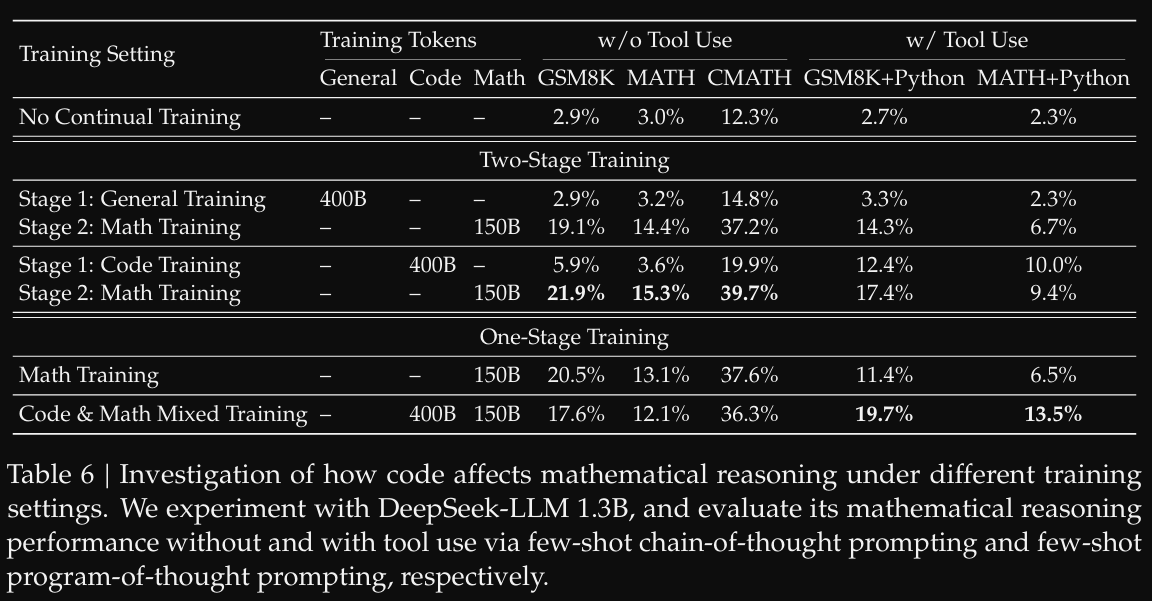 Training Setting Training Tokens w/o Tool Use w/ Tool Use
General Code Math GSM8K MATH CMATH GSM8K+Python MATH+Python
No Continual Training – – – 2.9% 3.0% 12.3% 2.7% 2.3%
Two-Stage Training
Stage 1: General Training 400B – – 2.9% 3.2% 14.8% 3.3% 2.3%
Stage 2: Math Training – – 150B 19.1% 14.4% 37.2% 14.3% 6.7%
Stage 1: Code Training – 400B – 5.9% 3.6% 19.9% 12.4% 10.0%
Stage 2: Math Training – – 150B 21.9% 15.3% 39.7% 17.4% 9.4%
One-Stage Training
Math Training – – 150B 20.5% 13.1% 37.6% 11.4% 6.5%
Code & Math Mixed Training – 400B 150B 17.6% 12.1% 36.3% 19.7% 13.5%
Table 6 | Investigation of how code affects mathematical reasoning under different training
settings. We experiment with DeepSeek-LLM 1.3B, and evaluate its mathematical reasoning
performance without and with tool use via few-shot chain-of-thought prompting and few-shot
program-of-thought prompting, respectively.